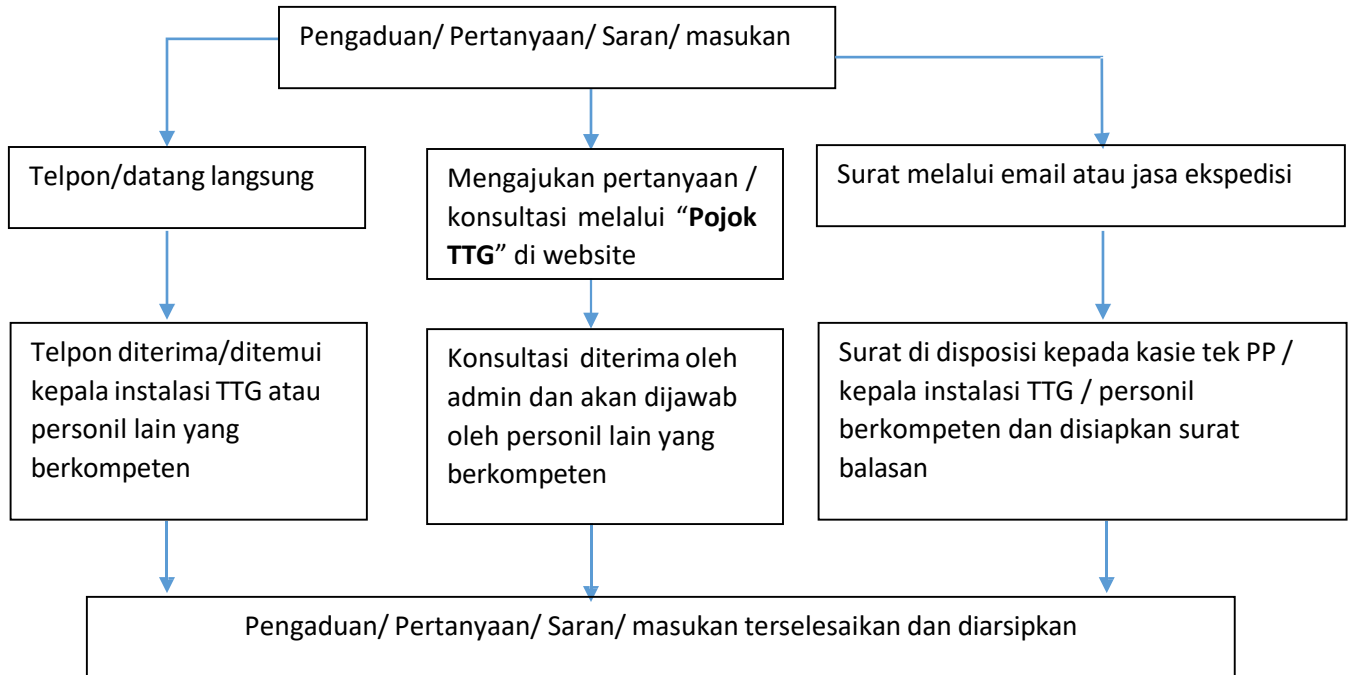 Pengaduan/ Pertanyaan/ Saran/ masukan
Telpon/datang langsung
Mengajukan pertanyaan /
konsultasi melalui “Pojok
TTG” di website
Surat melalui email atau jasa ekspedisi
Telpon diterima/ditemui
kepala instalasi TTG atau
personil lain yang
berkompeten
Konsultasi diterima oleh
admin dan akan dijawab
oleh personil lain yang
berkompeten
Surat di disposisi kepada kasie tek PP /
kepala instalasi TTG / personil
berkompeten dan disiapkan surat
balasan
Pengaduan/ Pertanyaan/ Saran/ masukan terselesaikan dan diarsipkan